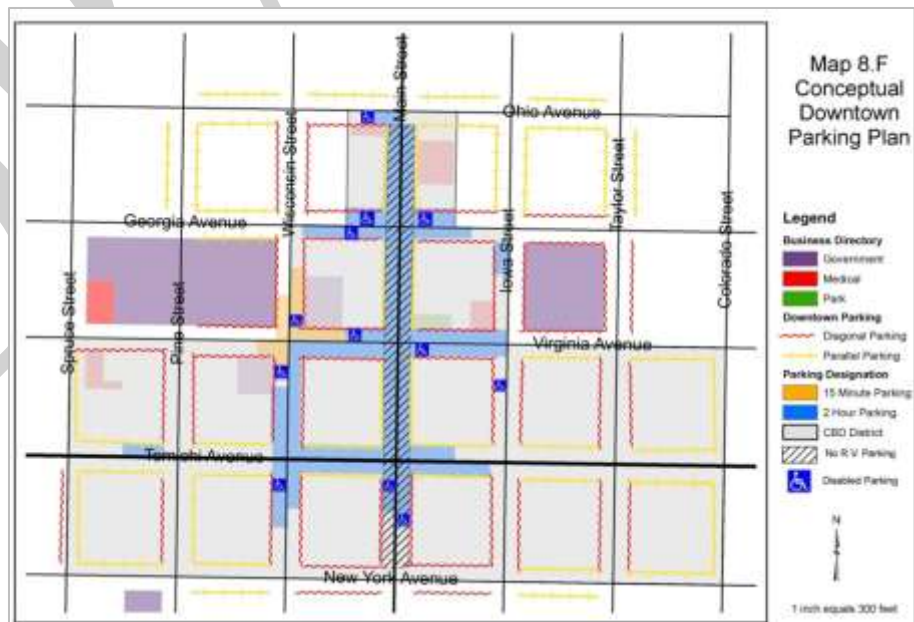 Map 8.F
Conceptual
Downtown
Parking Plan
Main Street
Ohio Avenue
Wisconsin Street
Taylor Street
Georgia Avenue
Iowa Street
Colorado Street
Spruce Street
Pine Street
Virginia Avenue
Tomichi Avenue
New York Avenue
Legend
Business Directory
Government
Medical
Park
Downtown Parking
Diagonal Parking
Parallel Parking
Parking Designation
15 Minute Parking
2 Hour Parking
CBD District
No R.V. Parking
Disabled Parking
N
1 inch equals 300 feet